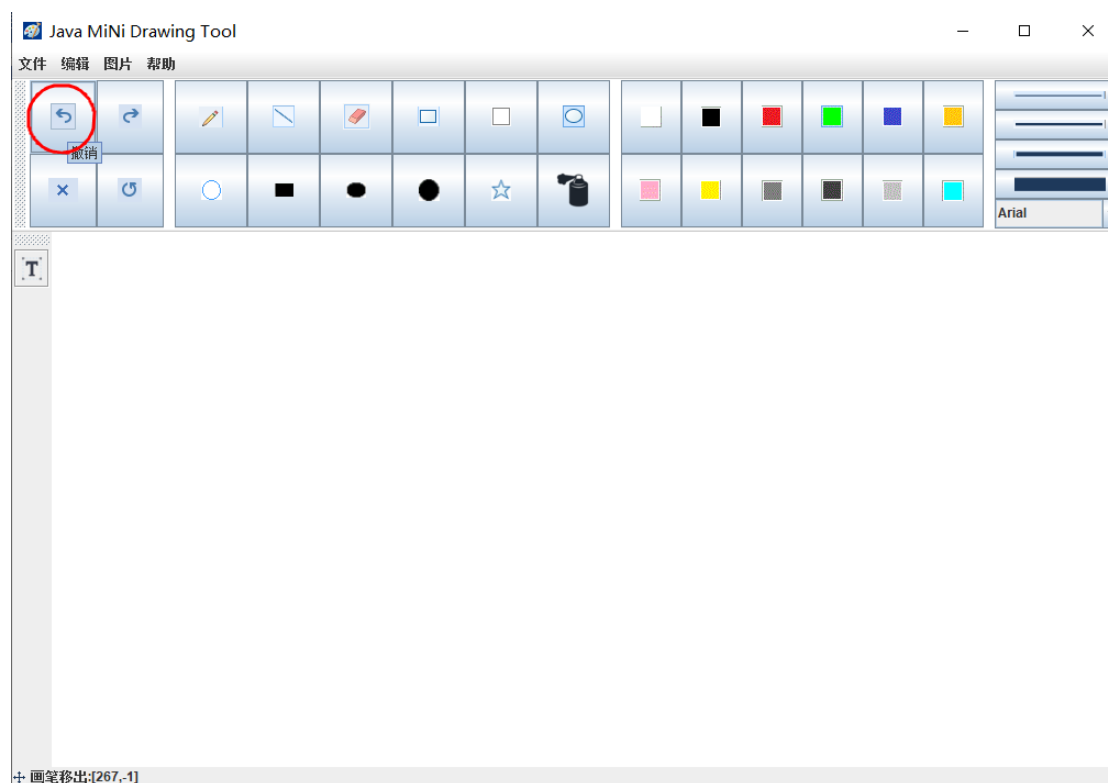 Java MiNi Drawing Tool
文件 编辑 图片 帮助
撤销
Arial
T
画笔移出:[267,-1]